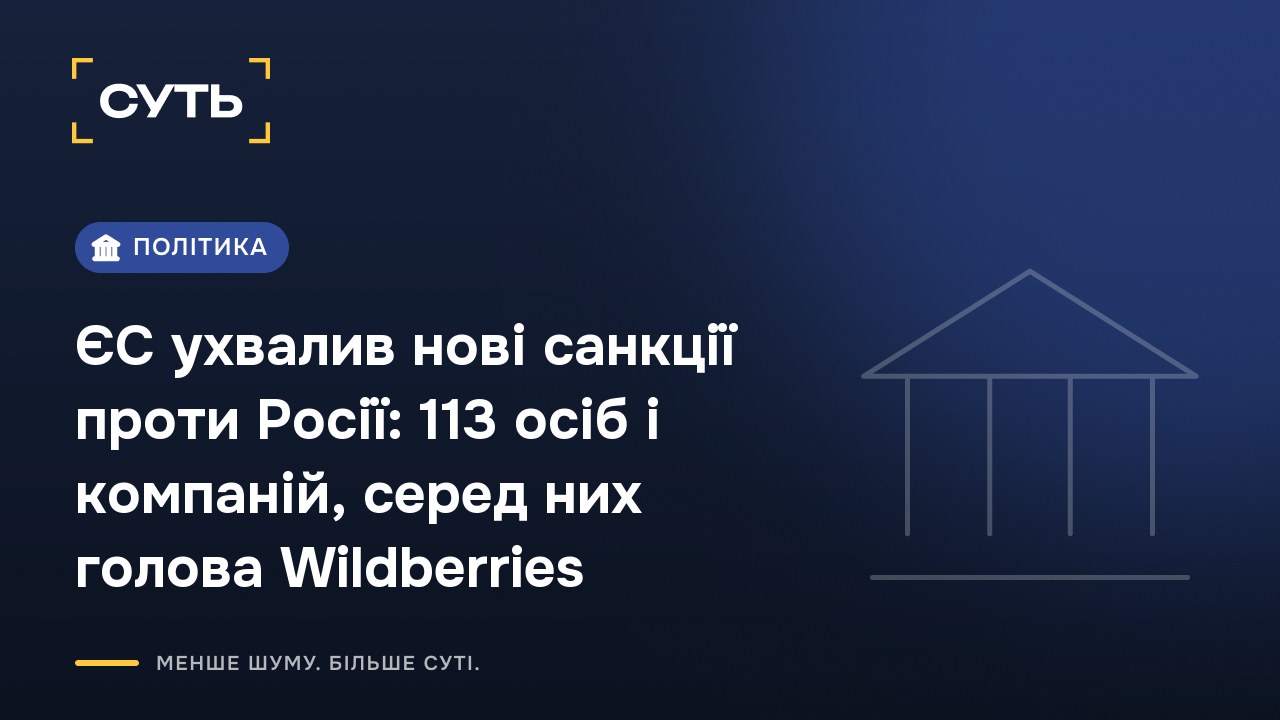 СУТЬ
ПОЛІТИКА
ЄС ухвалив нові санкції
проти Росії: 113 осіб і
компаній, серед них
голова Wildberries
МЕНШЕ ШУМУ. БІЛЬШЕ СУТІ.